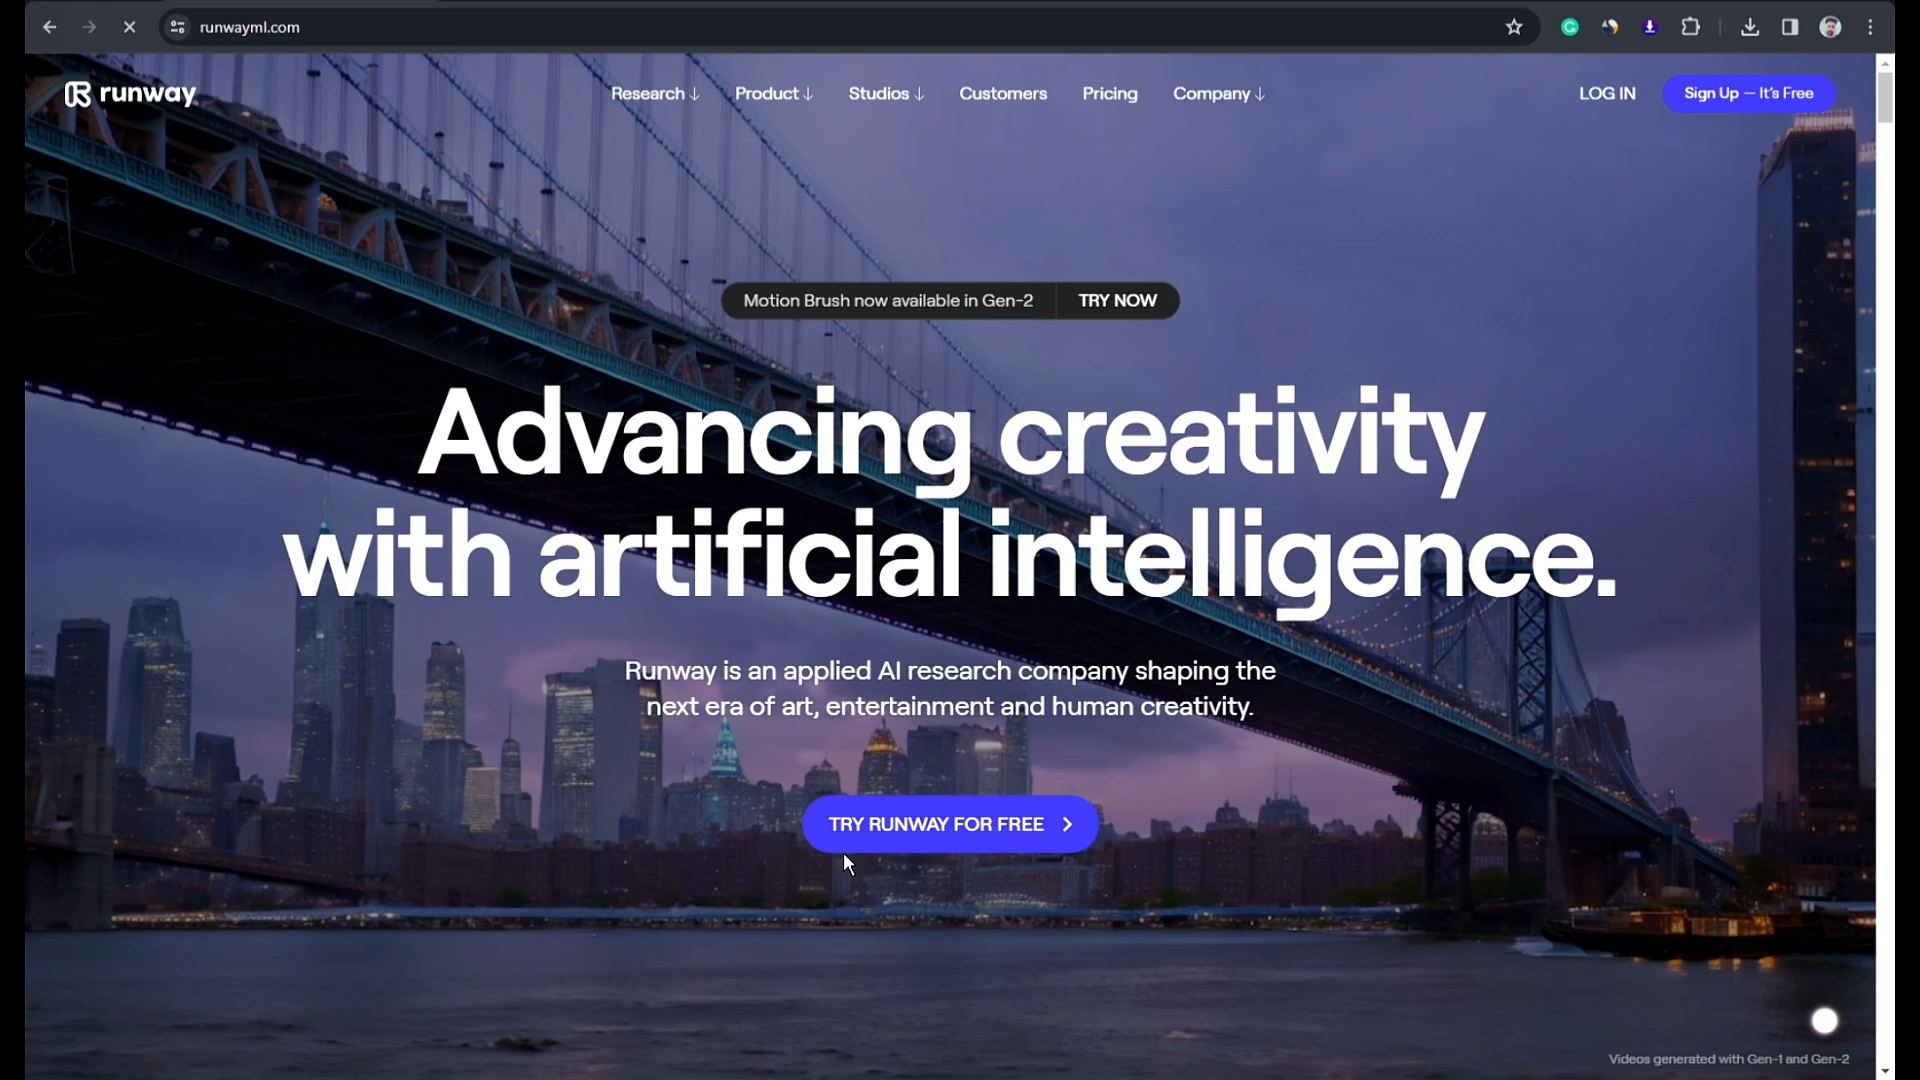 runwayml.com
runway
Research ↓ Product ↓ Studios ↓ Customers Pricing Company ↓ LOG IN Sign Up — It's Free
Motion Brush now available in Gen-2 TRY NOW
Advancing creativity
with artificial intelligence.
Runway is an applied AI research company shaping the
next era of art, entertainment and human creativity.
TRY RUNWAY FOR FREE >
Videos generated with Gen-1 and Gen-2